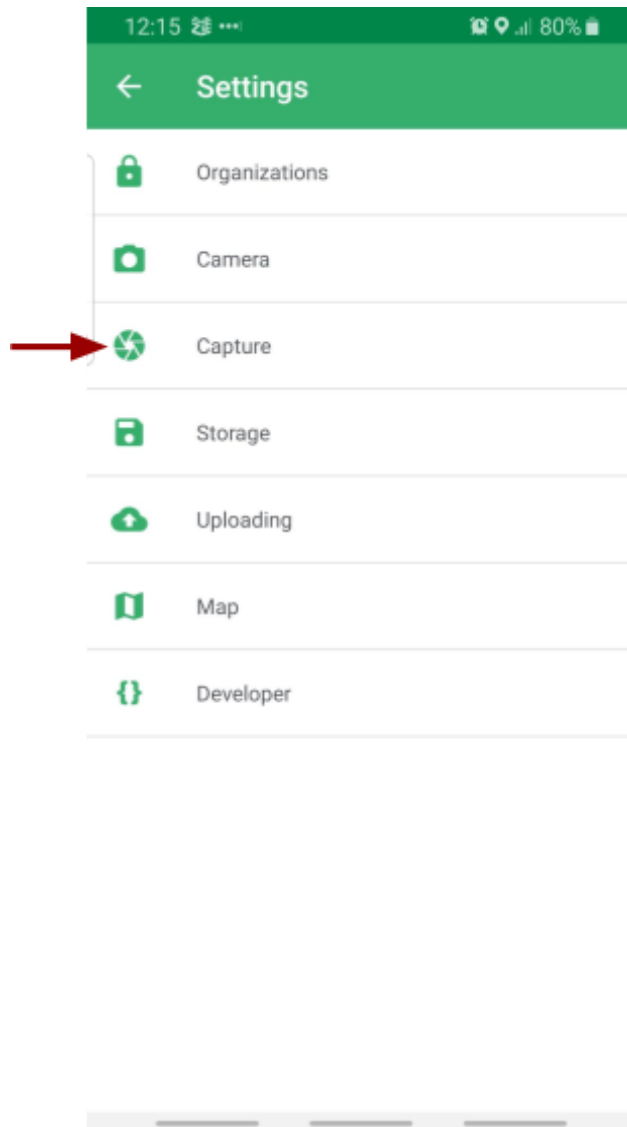 12:15 80%
Settings
Organizations
Camera
Capture
Storage
Uploading
Map
{} Developer